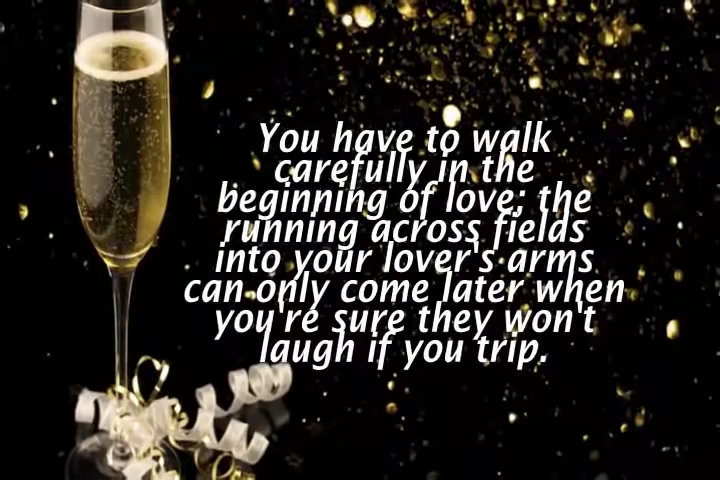 You have to walk
carefully in the
beginning of love; the
running across fields
into your lover's arms
can only come later when
you're sure they won't
laugh if you trip.